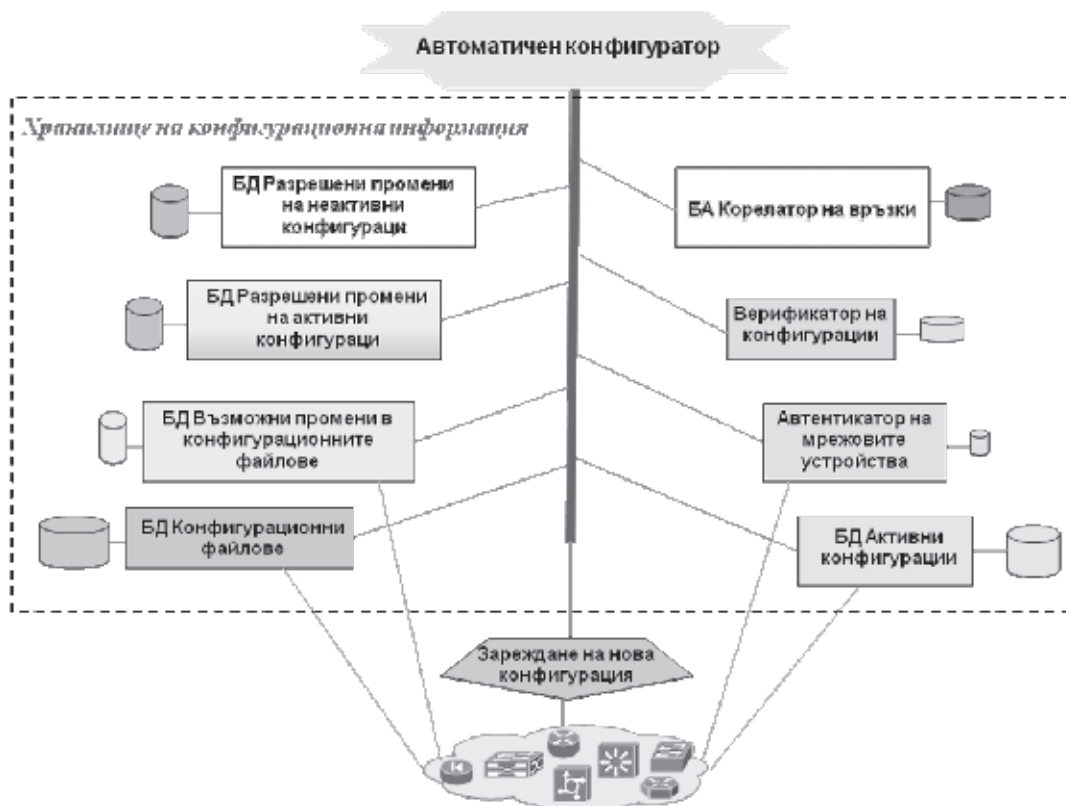 Автоматичен конфигуратор
Хранилище на конфигурационна информация
БД Разрешени промени
на неактивни
конфигураци
БД Разрешени промени
на активни
конфигураци
БД Възможни промени в
конфигурационните
файлове
БД Конфигурационни
файлове
БА Корелатор на връзки
Верификатор на
конфигурации
Автентикатор на
мрежовите
устройства
БД Активни
конфигурации
Зареждане на нова
конфигурация